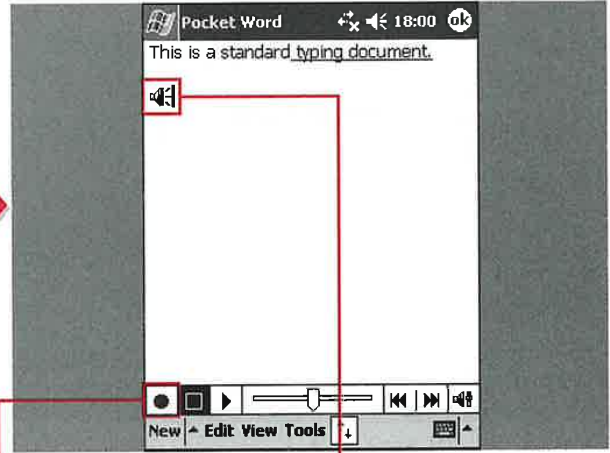 Pocket Word 18:00 ok
This is a standard typing document.
New Edit View Tools